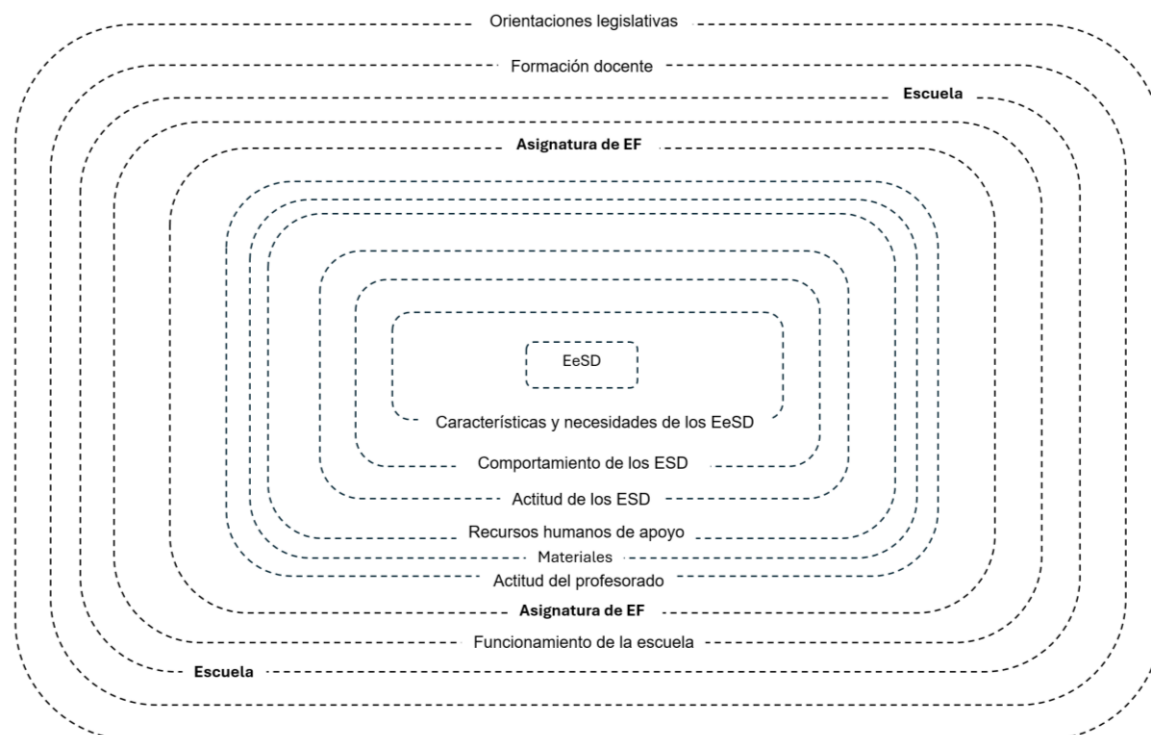 Orientaciones legislativas
Formación docente
Escuela
Asignatura de EF
EeSD
Características y necesidades de los EeSD
Comportamiento de los ESD
Actitud de los ESD
Recursos humanos de apoyo
Materiales
Actitud del profesorado
Asignatura de EF
Funcionamiento de la escuela
Escuela